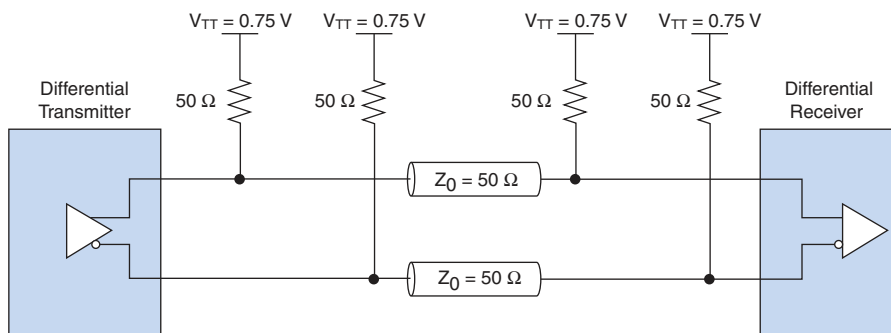 V_TT = 0.75 V V_TT = 0.75 V V_TT = 0.75 V V_TT = 0.75 V
Differential
Transmitter
50 Ω 50 Ω 50 Ω 50 Ω
Differential
Receiver
Z_0 = 50 Ω
Z_0 = 50 Ω